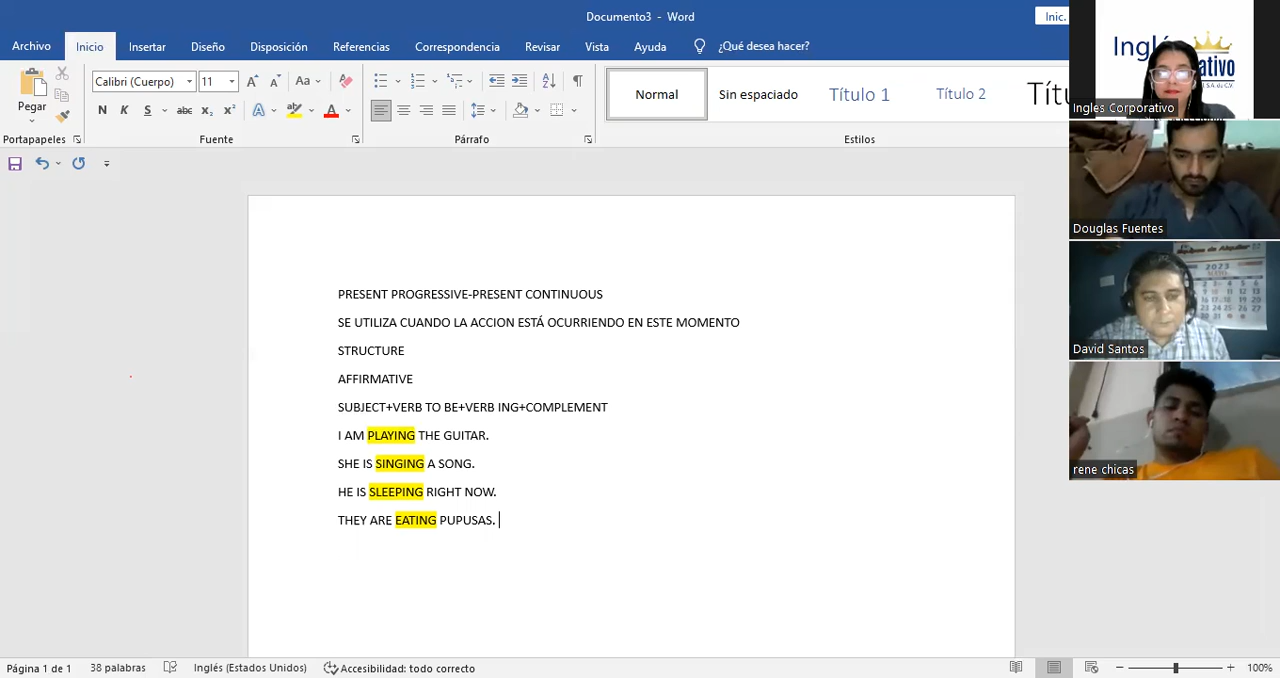 Documento3 - Word
Inic.
Archivo
Inicio
Insertar
Diseño
Disposición
Referencias
Correspondencia
Revisar
Vista
Ayuda
¿Qué desea hacer?
Pegar
Calibri (Cuerpo)
11
Normal
Sin espaciado
Título 1
Título 2
Títu
Portapapeles
Fuente
Párrafo
Estilos
PRESENT PROGRESSIVE-PRESENT CONTINUOUS
SE UTILIZA CUANDO LA ACCION ESTÁ OCURRIENDO EN ESTE MOMENTO
STRUCTURE
AFFIRMATIVE
SUBJECT+VERB TO BE+VERB ING+COMPLEMENT
I AM PLAYING THE GUITAR.
SHE IS SINGING A SONG.
HE IS SLEEPING RIGHT NOW.
THEY ARE EATING PUPUSAS.
Página 1 de 1
38 palabras
Inglés (Estados Unidos)
Accesibilidad: todo correcto
100%
Inglés Corporativo
Douglas Fuentes
2023
MAYO
David Santos
rene chicas